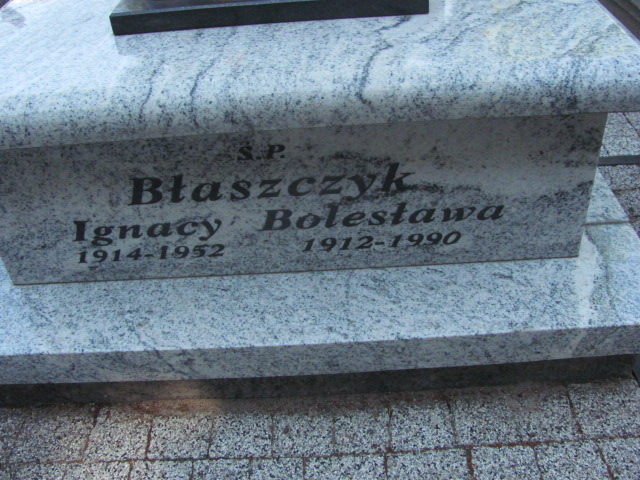 Ś.P.
Błaszczyk
Ignacy Bolesława
1914-1952 1912-1990